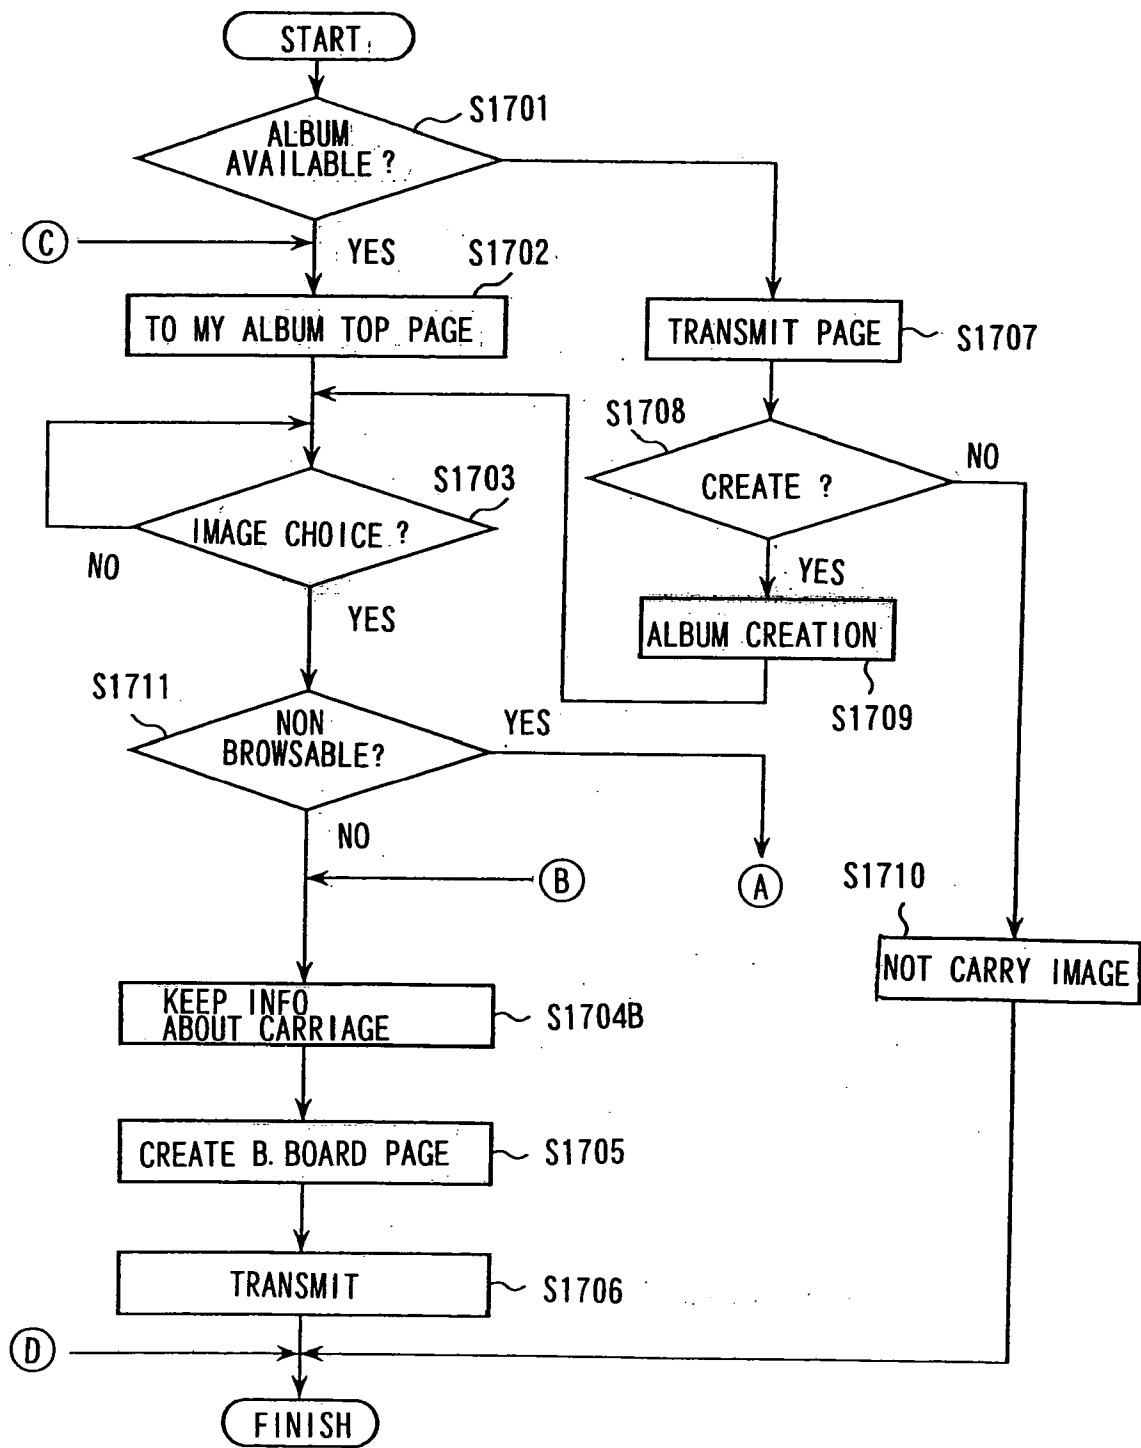 START
S1701
ALBUM
AVAILABLE ?
C
YES
S1702
TO MY ALBUM TOP PAGE
TRANSMIT PAGE
S1707
S1708
CREATE ?
NO
S1703
IMAGE CHOICE ?
NO
YES
YES
ALBUM CREATION
S1709
S1711
NON
BROWSABLE?
YES
NO
B
A
S1710
NOT CARRY IMAGE
KEEP INFO
ABOUT CARRIAGE
S1704B
CREATE B. BOARD PAGE
S1705
TRANSMIT
S1706
D
FINISH